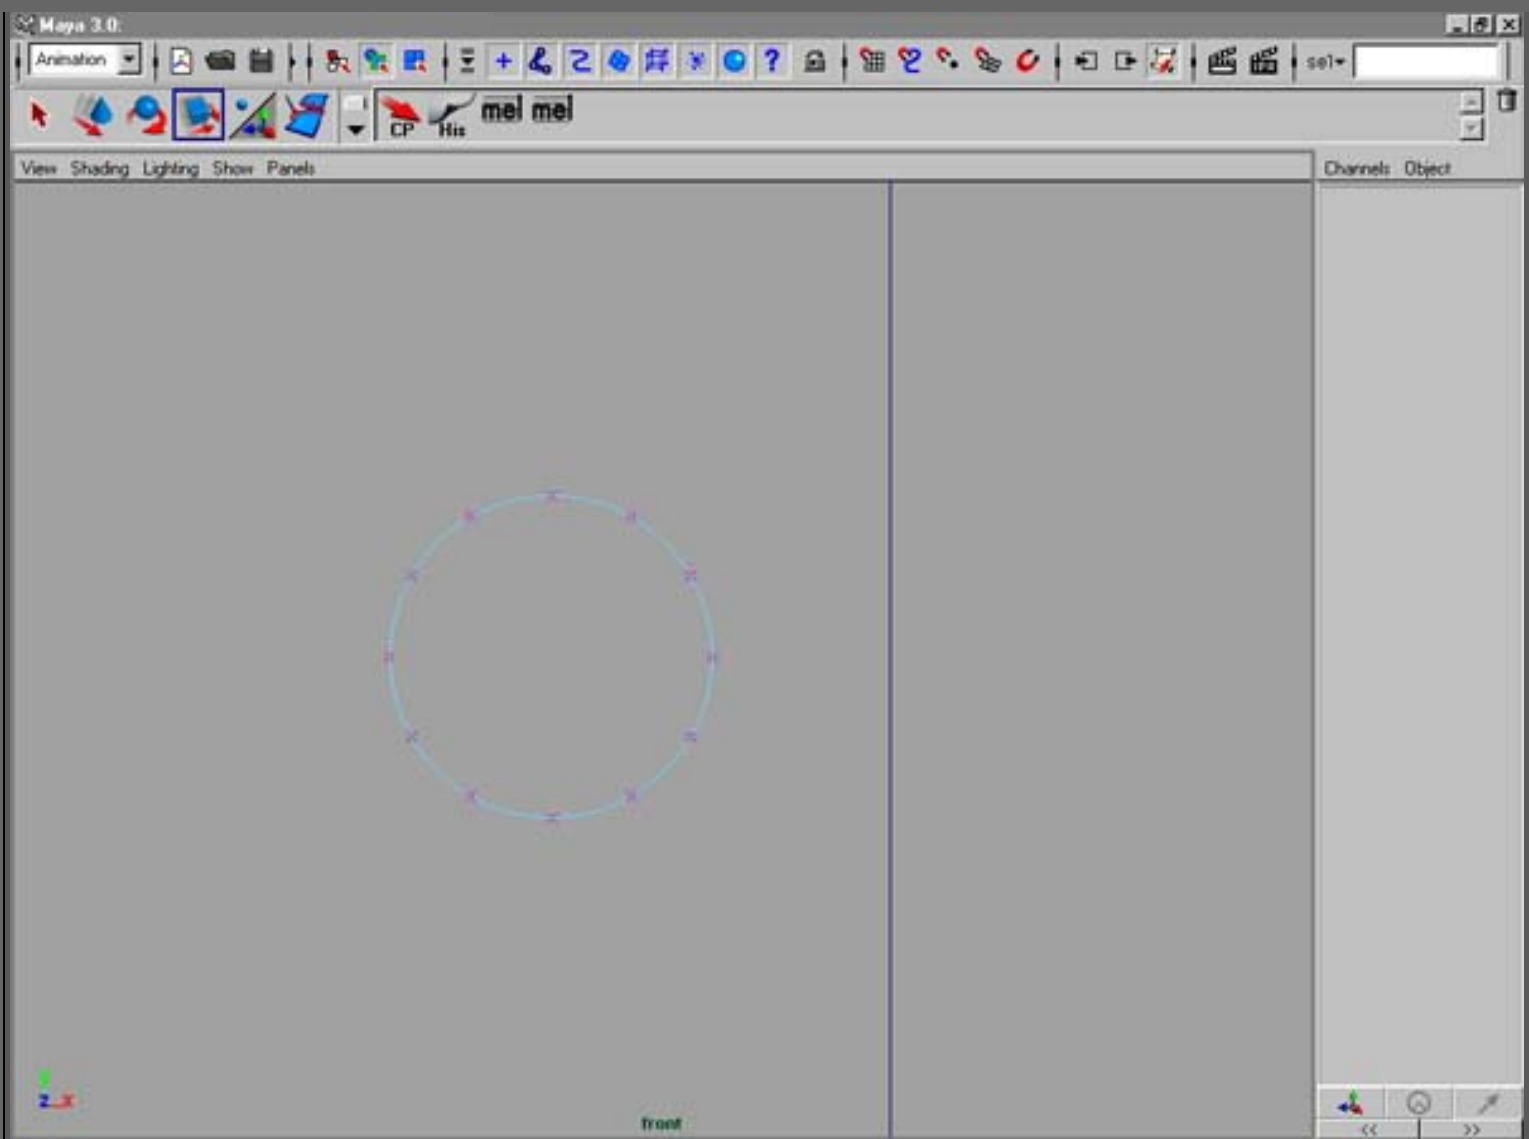 Maya 3.0:
Animation
?
sel
CP His mel mel
View Shading Lighting Show Panels
Channels Object
y
z x
front
<< >>